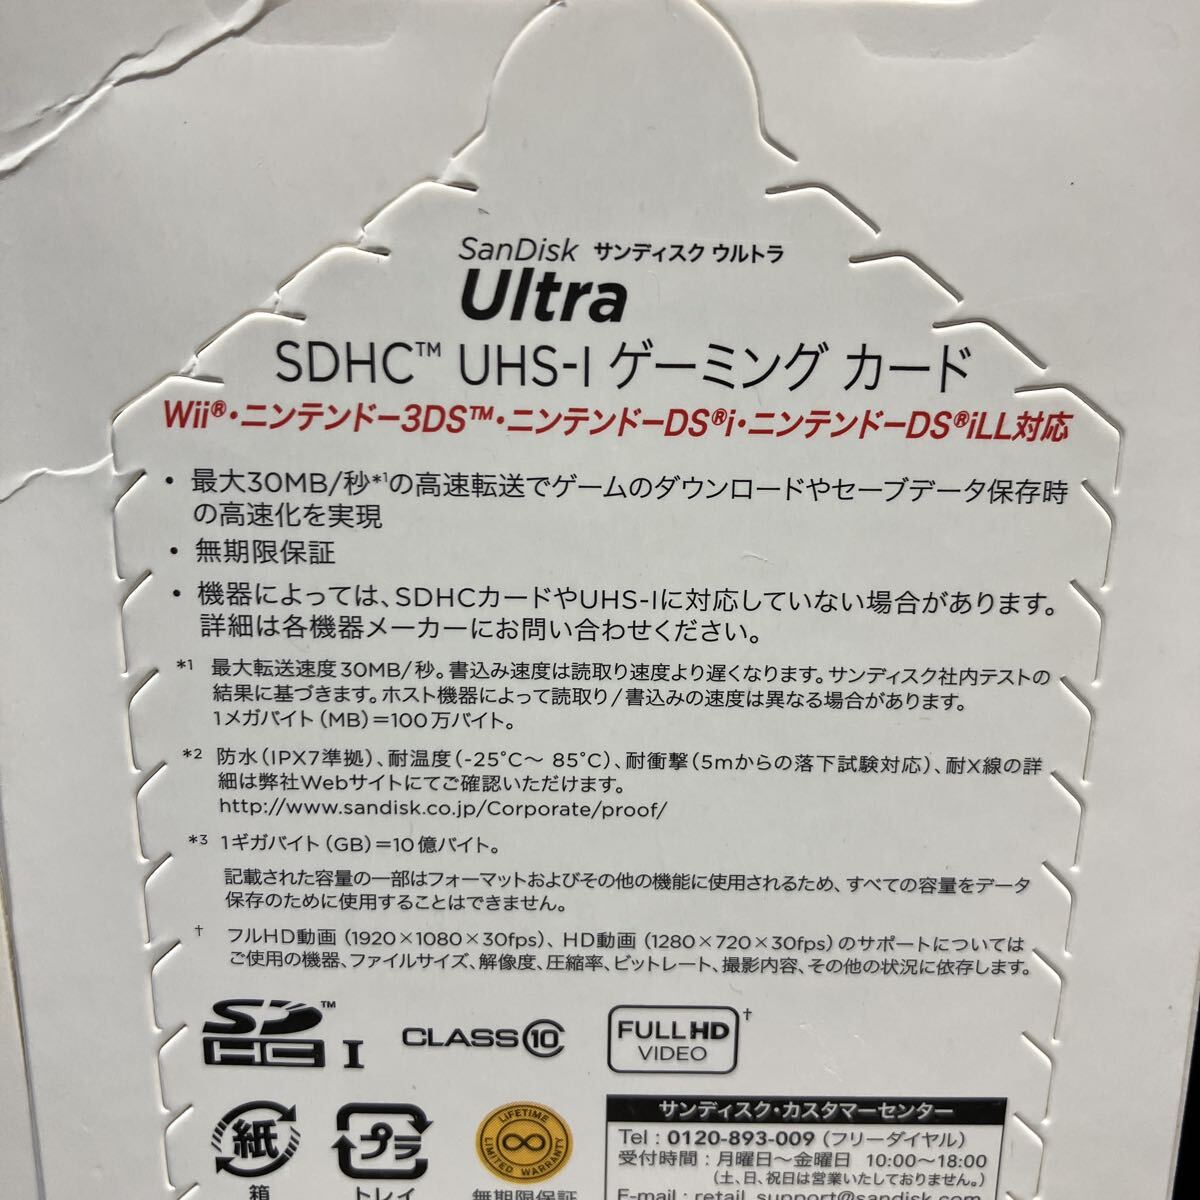 SanDisk サンディスク ウルトラ
Ultra
SDHC™ UHS-I ゲーミング カード
Wii®・ニンテンドー3DS™・ニンテンドーDS®i・ニンテンドーDS®iLL対応
・最大30MB/秒*1の高速転送でゲームのダウンロードやセーブデータ保存時
の高速化を実現
・無期限保証
・機器によっては、SDHCカードやUHS-Iに対応していない場合があります。
詳細は各機器メーカーにお問い合わせください。
*1 最大転送速度30MB/秒。書込み速度は読取り速度より遅くなります。サンディスク社内テストの
結果に基づきます。ホスト機器によって読取り/書込みの速度は異なる場合があります。
1メガバイト(MB)=100万バイト。
*2 防水(IPX7準拠)、耐温度(-25°C〜 85°C)、耐衝撃(5mからの落下試験対応)、耐X線の詳
細は弊社Webサイトにてご確認いただけます。
http://www.sandisk.co.jp/Corporate/proof/
*3 1ギガバイト(GB)=10億バイト。
記載された容量の一部はフォーマットおよびその他の機能に使用されるため、すべての容量をデータ
保存のために使用することはできません。
† フルHD動画(1920×1080×30fps)、HD動画(1280×720×30fps)のサポートについては
ご使用の機器、ファイルサイズ、解像度、圧縮率、ビットレート、撮影内容、その他の状況に依存します。
SD HC™ I CLASS 10 FULL HD VIDEO †
紙
箱
プラ
トレイ
LIFETIME LIMITED WARRANTY
無期限保証
サンディスク・カスタマーセンター
Tel : 0120-893-009 (フリーダイヤル)
受付時間 : 月曜日〜金曜日 10:00〜18:00
(土、日、祝日は営業いたしておりません。)
E-mail : retail_support@sandisk.com